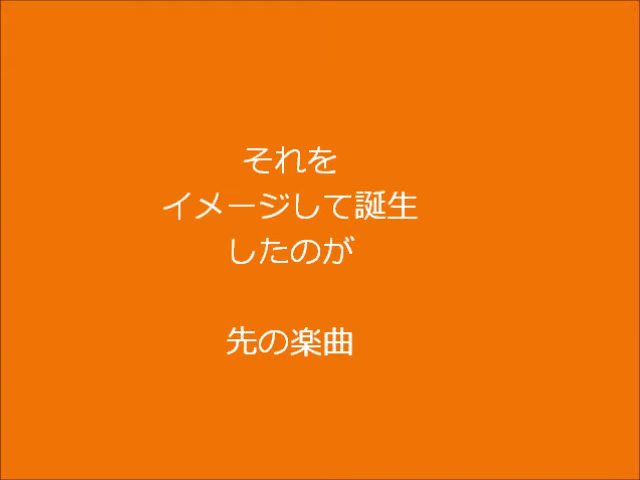 それを
イメージして誕生
したのが
先の楽曲